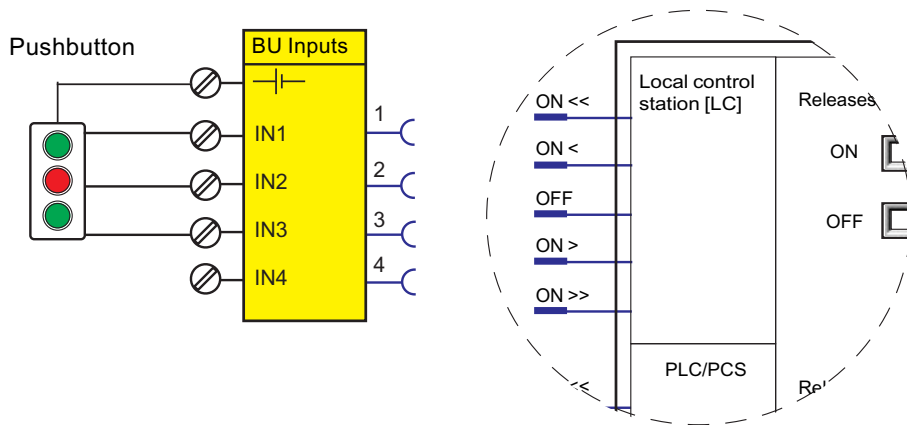 Pushbutton
BU Inputs
IN1
IN2
IN3
IN4
1
2
3
4
ON <<
ON <
OFF
ON >
ON >>
Local control
station [LC]
Releases
ON
OFF
PLC/PCS
<<